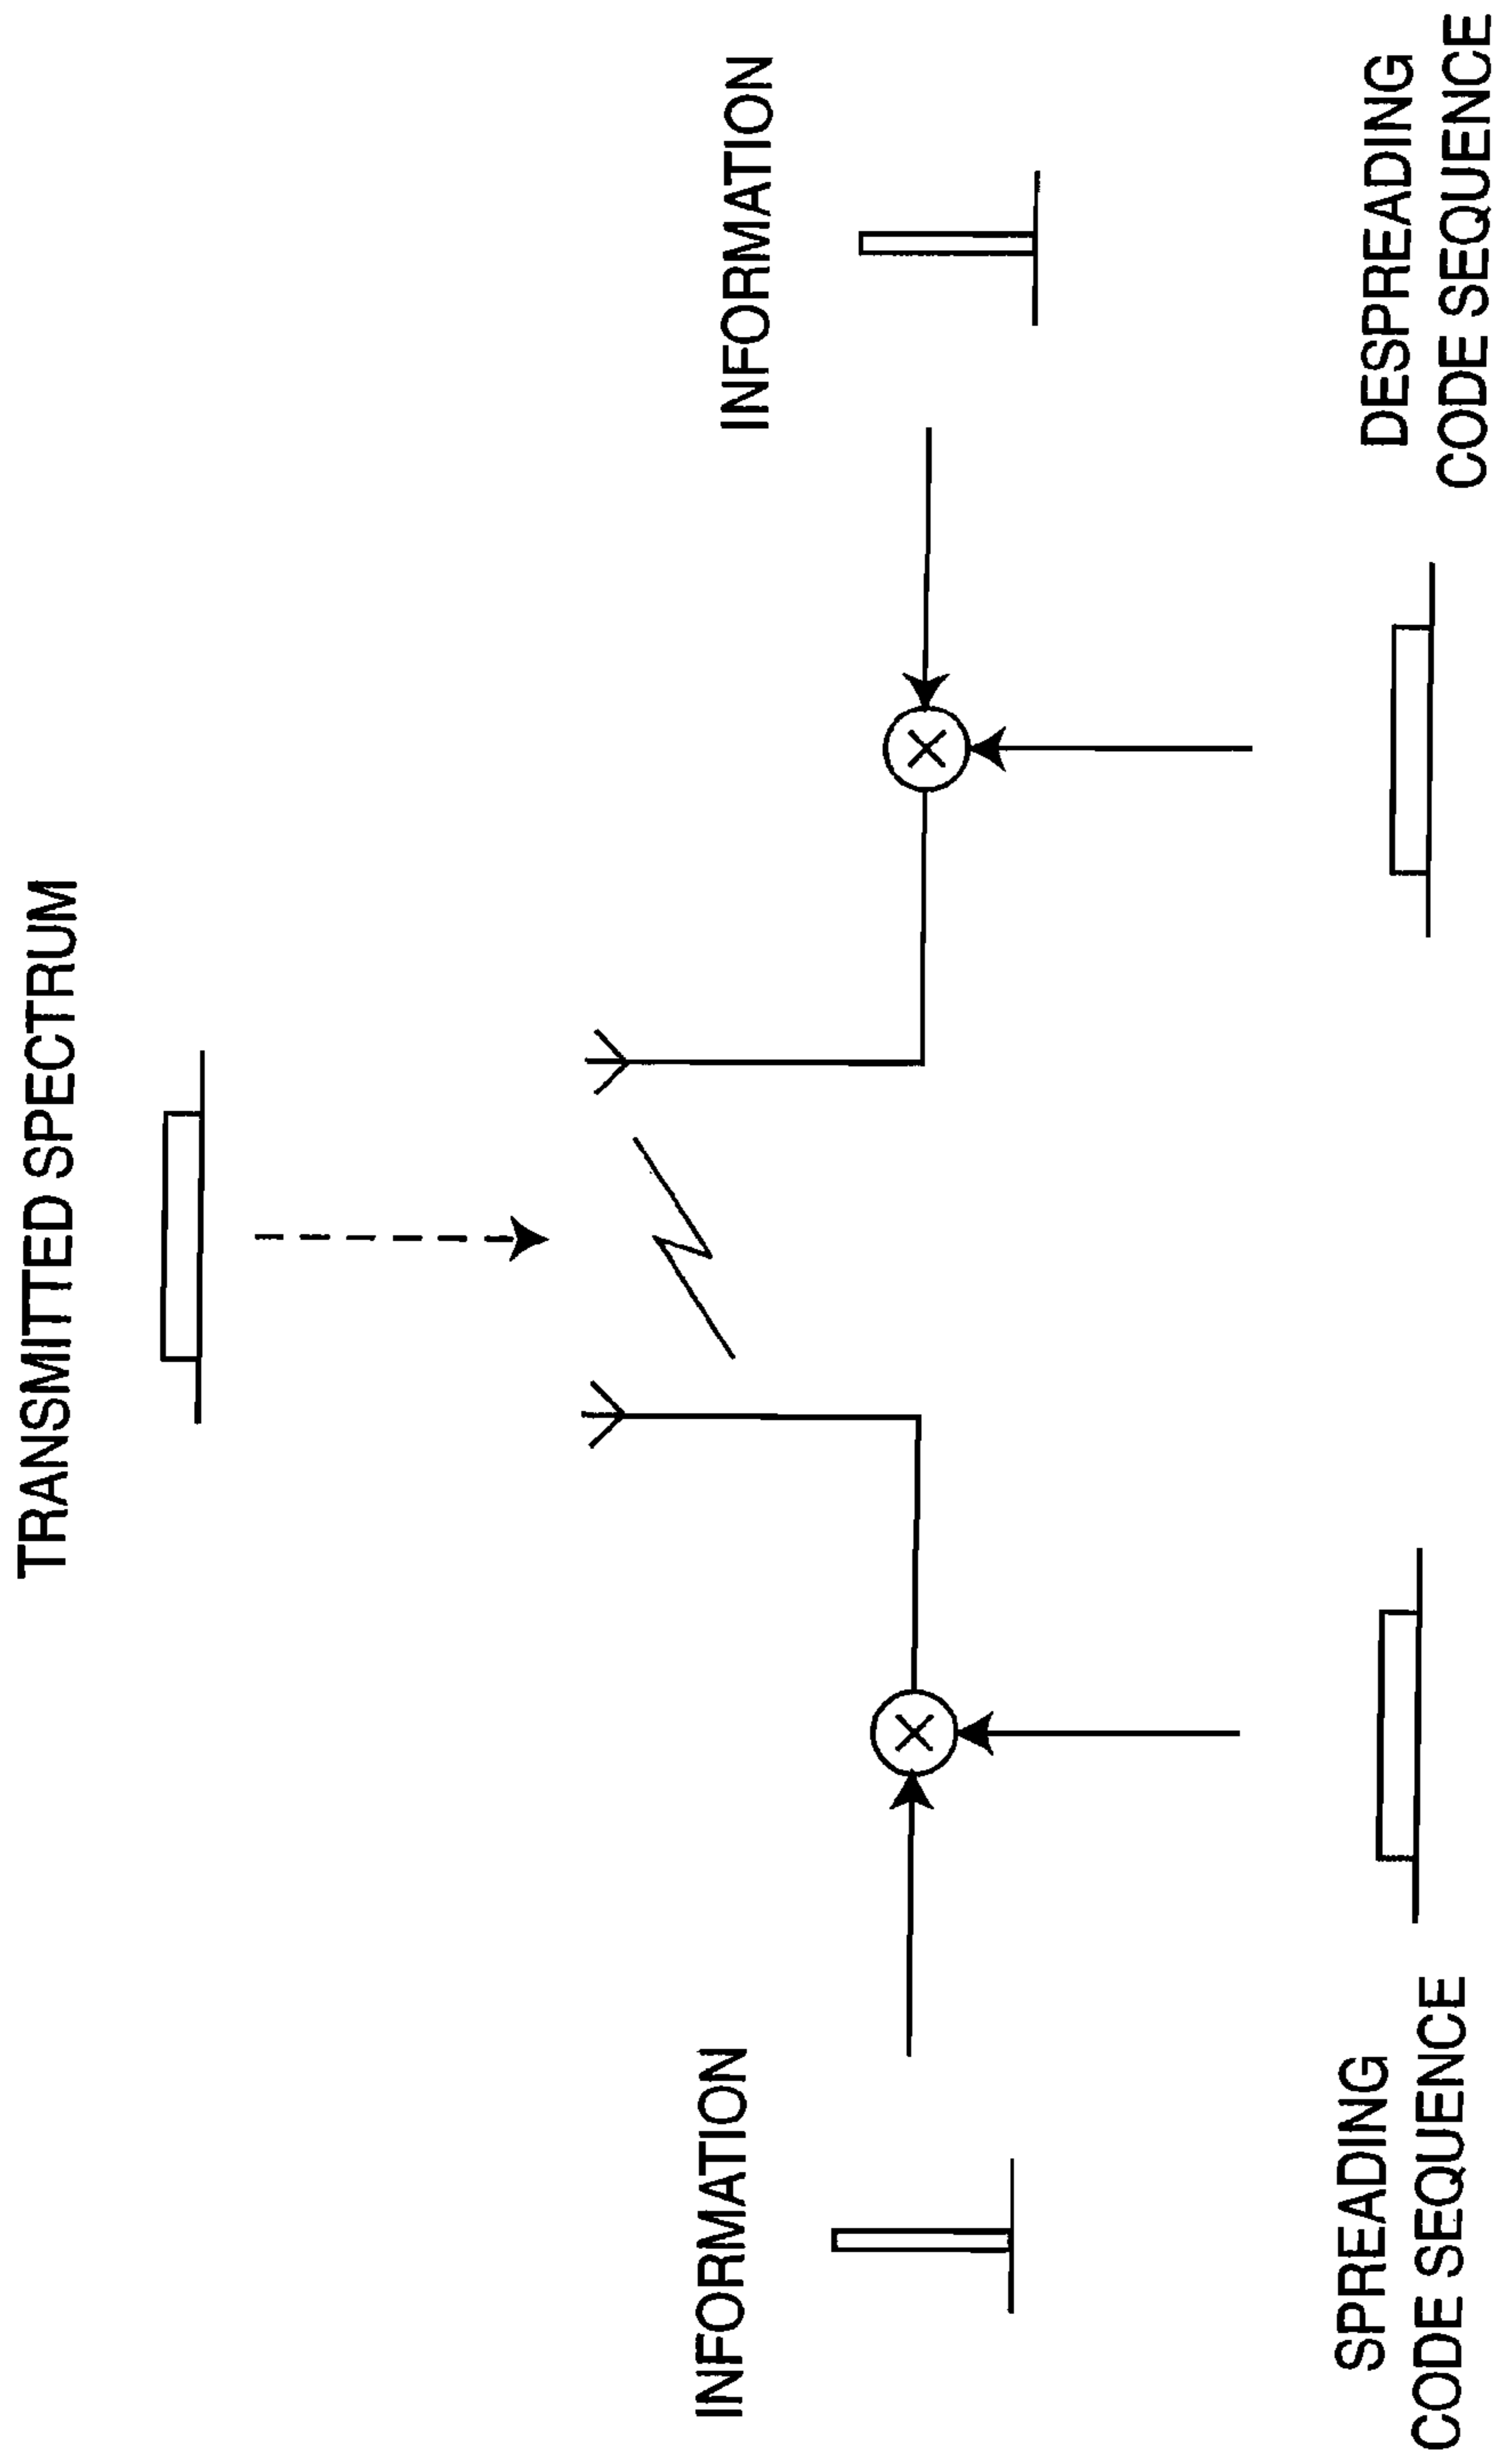 TRANSMITTED SPECTRUM
INFORMATION
INFORMATION
SPREADING
CODE SEQUENCE
DESPREADING
CODE SEQUENCE